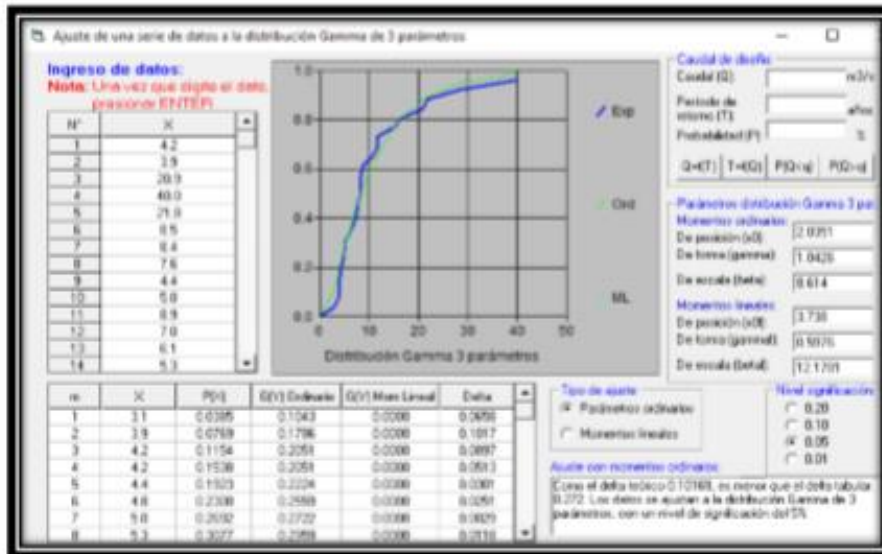 Ajuste de una serie de datos a la distribución Gamma de 3 parámetros
Ingreso de datos:
Nota: Una vez que digite el dato,
presionar ENTER
N° X
1 4.2
2 3.9
3 20.9
4 40.0
5 21.8
6 8.5
7 8.4
8 7.6
9 4.4
10 5.0
11 8.9
12 7.0
13 6.1
14 5.3
1.0
0.8
0.6
0.4
0.2
0.0
0 10 20 30 40 50
Distribución Gamma 3 parámetros
Exp
Ord
ML
Caudal de diseño:
Caudal (Q): m3/s
Periodo de
retorno (T): años
Probabilidad (P): %
Q=f(T) T=f(Q) P(Q<q) P(Q>q)
Parámetros distribución Gamma 3 par
Momentos ordinarios:
De posición (x0): 2.0351
De forma (gamma): 1.0426
De escala (beta): 8.614
Momentos lineales:
De posición (x0): 3.738
De forma (gamma): 0.5976
De escala (beta): 12.1781
m X P(X) G(Y) Ordinario G(Y) Mom Lineal Delta
1 3.1 0.0385 0.1043 0.0000 0.0658
2 3.9 0.0769 0.1786 0.0000 0.1017
3 4.2 0.1154 0.2051 0.0000 0.0897
4 4.2 0.1538 0.2051 0.0000 0.0513
5 4.4 0.1923 0.2224 0.0000 0.0301
6 4.8 0.2308 0.2559 0.0000 0.0251
7 5.0 0.2692 0.2722 0.0000 0.0029
8 5.3 0.3077 0.2959 0.0000 0.0118
Tipo de ajuste
Parámetros ordinarios
Momentos lineales
Nivel significación
0.20
0.10
0.05
0.01
Ajuste con momentos ordinarios:
Como el delta teórico 0.10168, es menor que el delta tabular
0.272. Los datos se ajustan a la distribución Gamma de 3
parámetros, con un nivel de significación del 5%